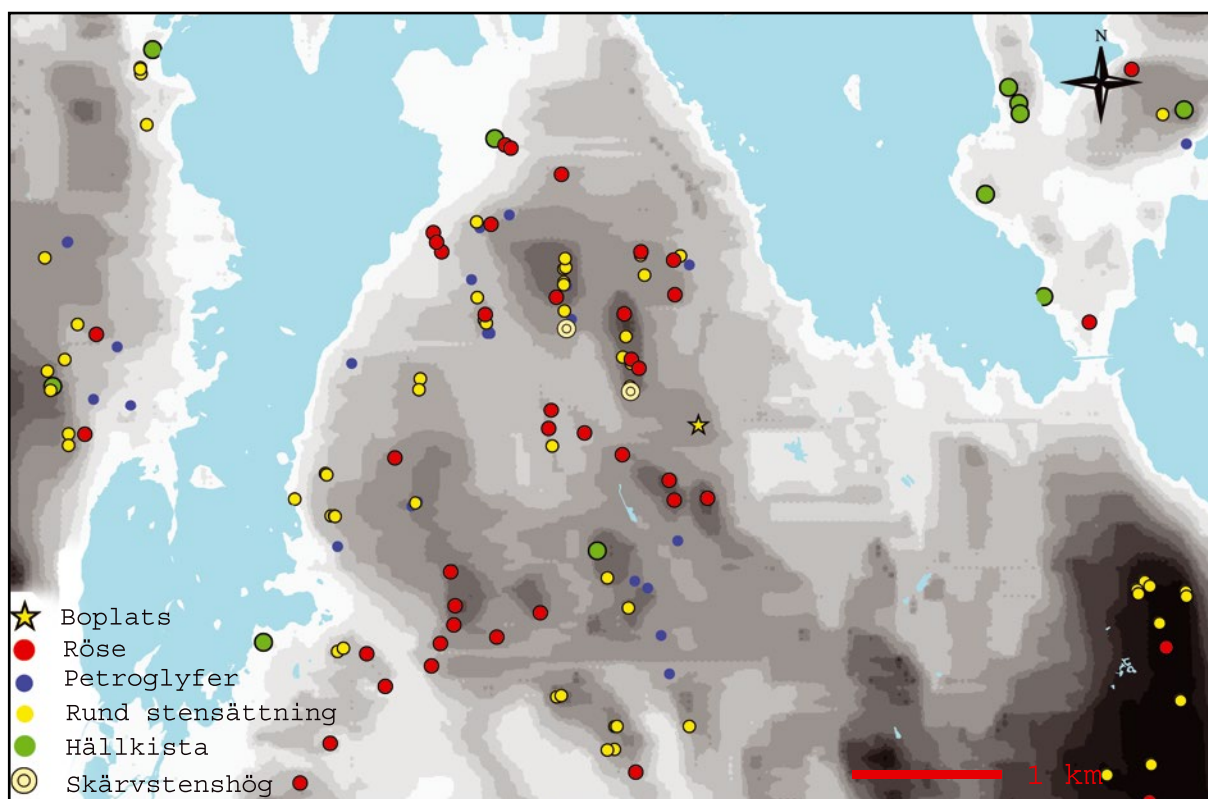 N
Boplats
Röse
Petroglyfer
Rund stensättning
Hällkista
Skärvstenshög
1 km